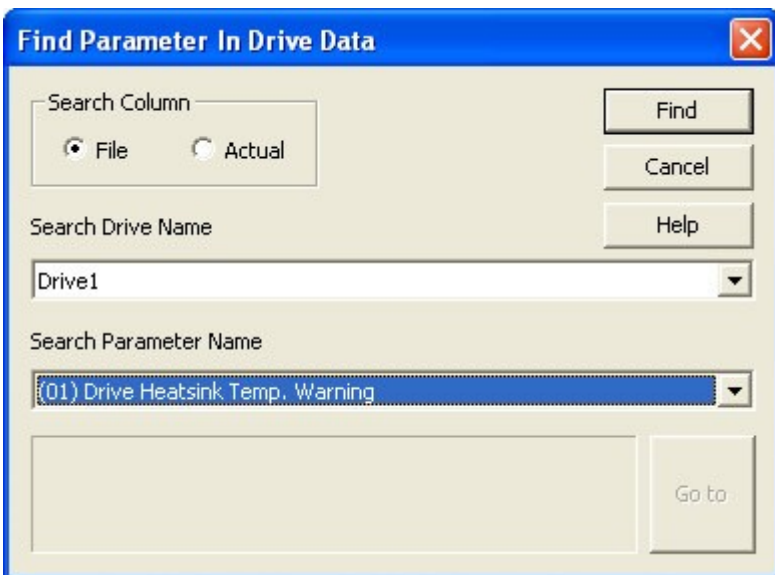 Find Parameter In Drive Data
Search Column
File
Actual
Find
Cancel
Help
Search Drive Name
Drive1
Search Parameter Name
(01) Drive Heatsink Temp. Warning
Go to